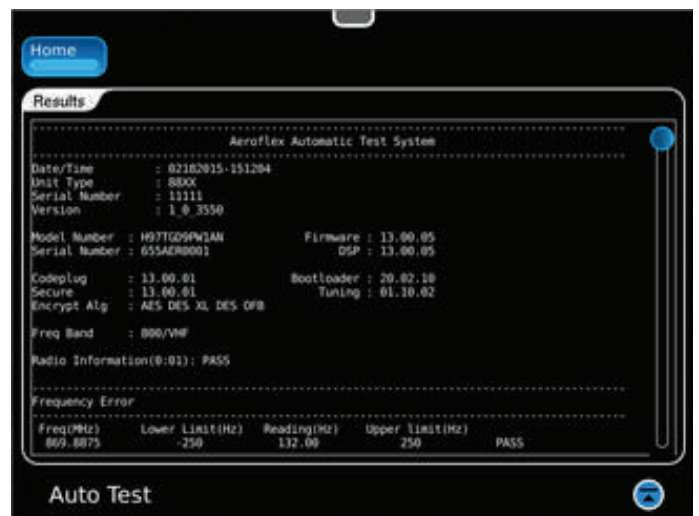 Home
Results
Aeroflex Automatic Test System
Date/Time : 02182015-151204
Unit Type : 88XX
Serial Number : 11111
Version : 1_0_3550
Model Number : H97TGD9PW1AN Firmware : 13.00.05
Serial Number : 655AER0001 DSP : 13.00.05
Codeplug : 13.00.01 Bootloader : 20.02.10
Secure : 13.00.01 Tuning : 01.10.02
Encrypt Alg : AES DES XL DES OFB
Freq Band : 800/VHF
Radio Information(0:01): PASS
Frequency Error
Freq(MHz) Lower Limit(Hz) Reading(Hz) Upper limit(Hz)
869.8875 -250 132.00 250 PASS
Auto Test